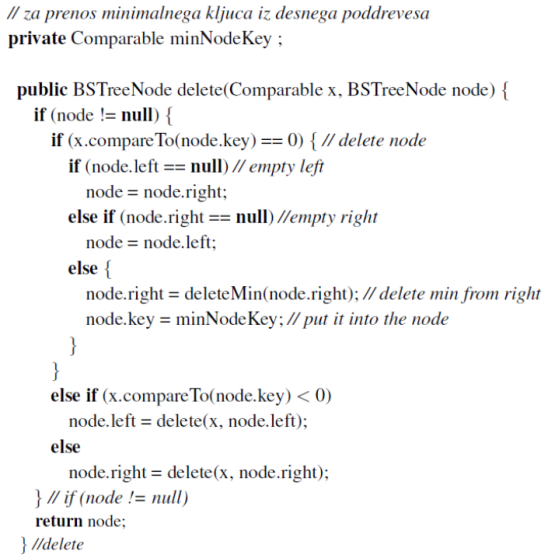 // za prenos minimalnega kljuca iz desnega poddrevesa
private Comparable minNodeKey ;
public BSTreeNode delete(Comparable x, BSTreeNode node) {
if (node != null) {
if (x.compareTo(node.key) == 0) { // delete node
if (node.left == null) // empty left
node = node.right;
else if (node.right == null) //empty right
node = node.left;
else {
node.right = deleteMin(node.right); // delete min from right
node.key = minNodeKey; // put it into the node
}
}
else if (x.compareTo(node.key) < 0)
node.left = delete(x, node.left);
else
node.right = delete(x, node.right);
} // if (node != null)
return node;
} //delete